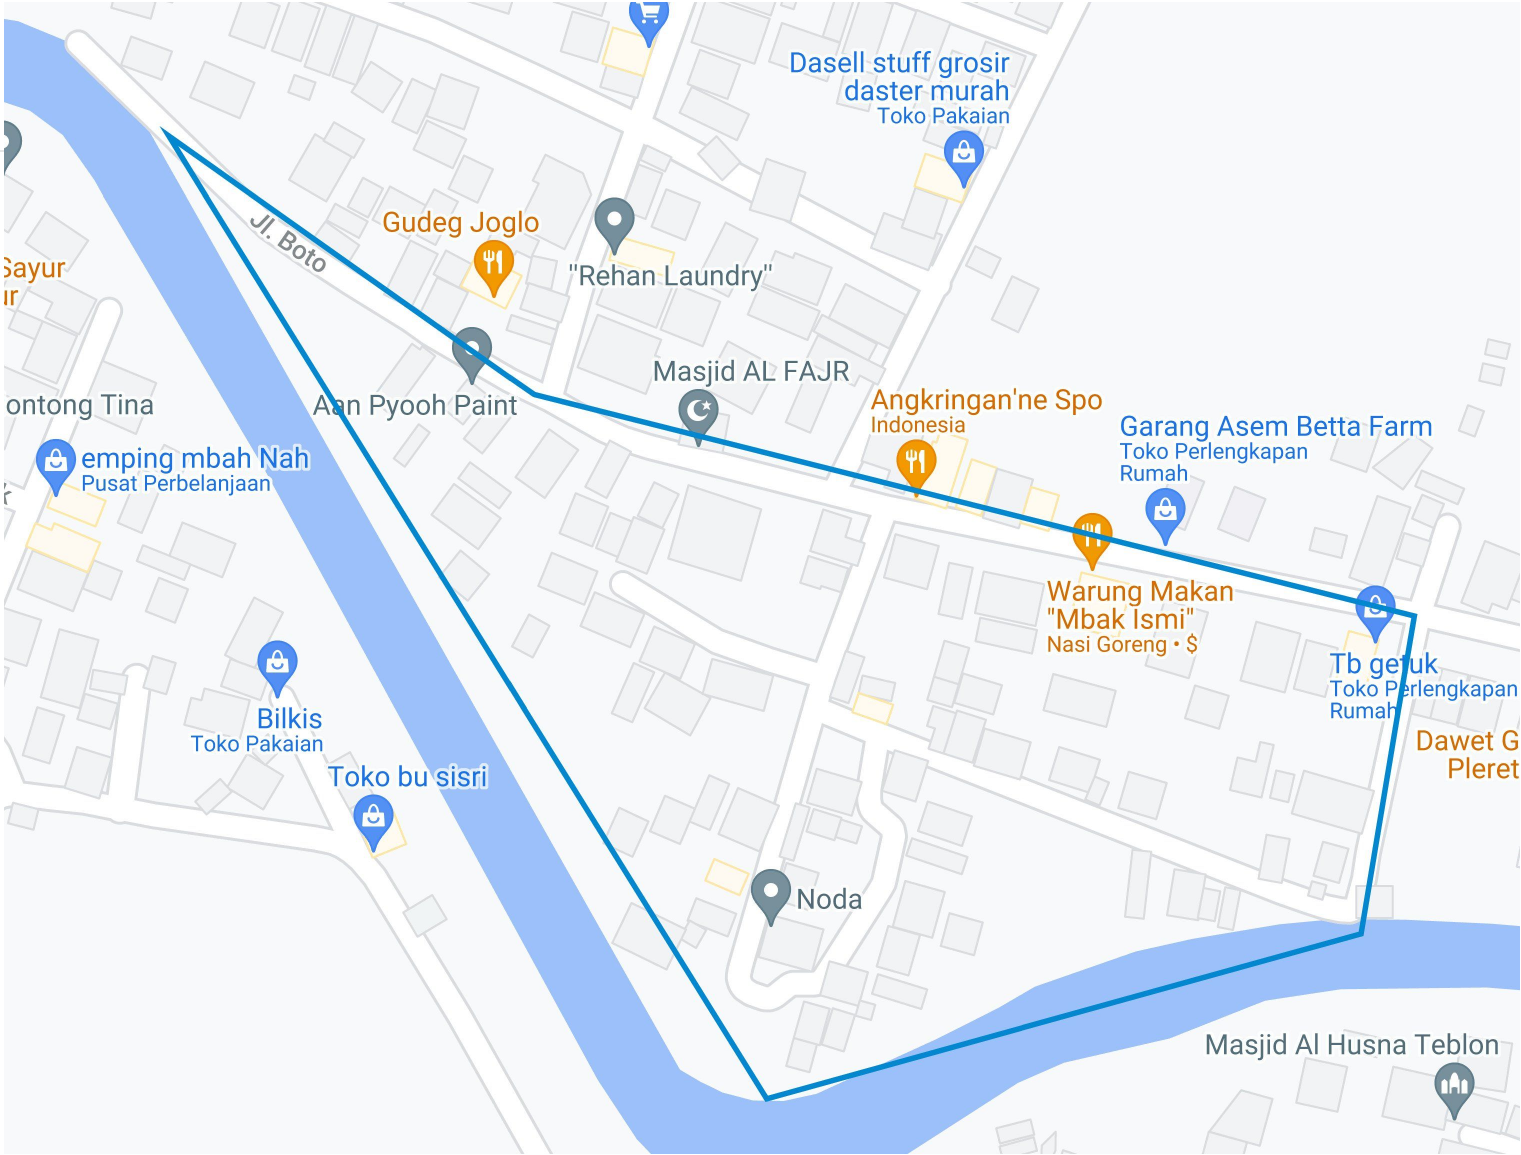 Dasell stuff grosir
daster murah
Toko Pakaian
Jl. Boto
Gudeg Joglo
"Rehan Laundry"
Sayur
ur
Masjid AL FAJR
Aan Pyooh Paint
ontong Tina
Angkringan'ne Spo
Indonesia
Garang Asem Betta Farm
Toko Perlengkapan
Rumah
emping mbah Nah
Pusat Perbelanjaan
k
Warung Makan
"Mbak Ismi"
Nasi Goreng • $
Tb getuk
Toko Perlengkapan
Rumah
Bilkis
Toko Pakaian
Dawet G
Pleret
Toko bu sisri
Noda
Masjid Al Husna Teblon